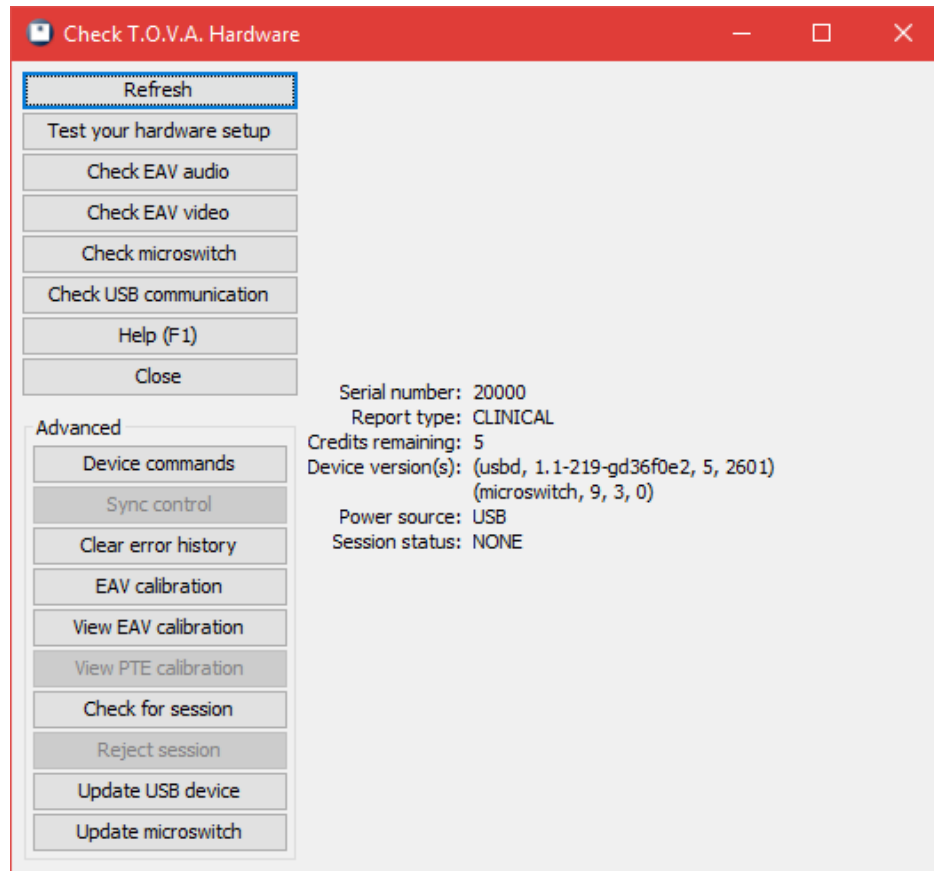 Check T.O.V.A. Hardware
Refresh
Test your hardware setup
Check EAV audio
Check EAV video
Check microswitch
Check USB communication
Help (F1)
Close
Advanced
Device commands
Sync control
Clear error history
EAV calibration
View EAV calibration
View PTE calibration
Check for session
Reject session
Update USB device
Update microswitch
Serial number: 20000
Report type: CLINICAL
Credits remaining: 5
Device version(s): (usbd, 1.1-219-gd36f0e2, 5, 2601)
(microswitch, 9, 3, 0)
Power source: USB
Session status: NONE